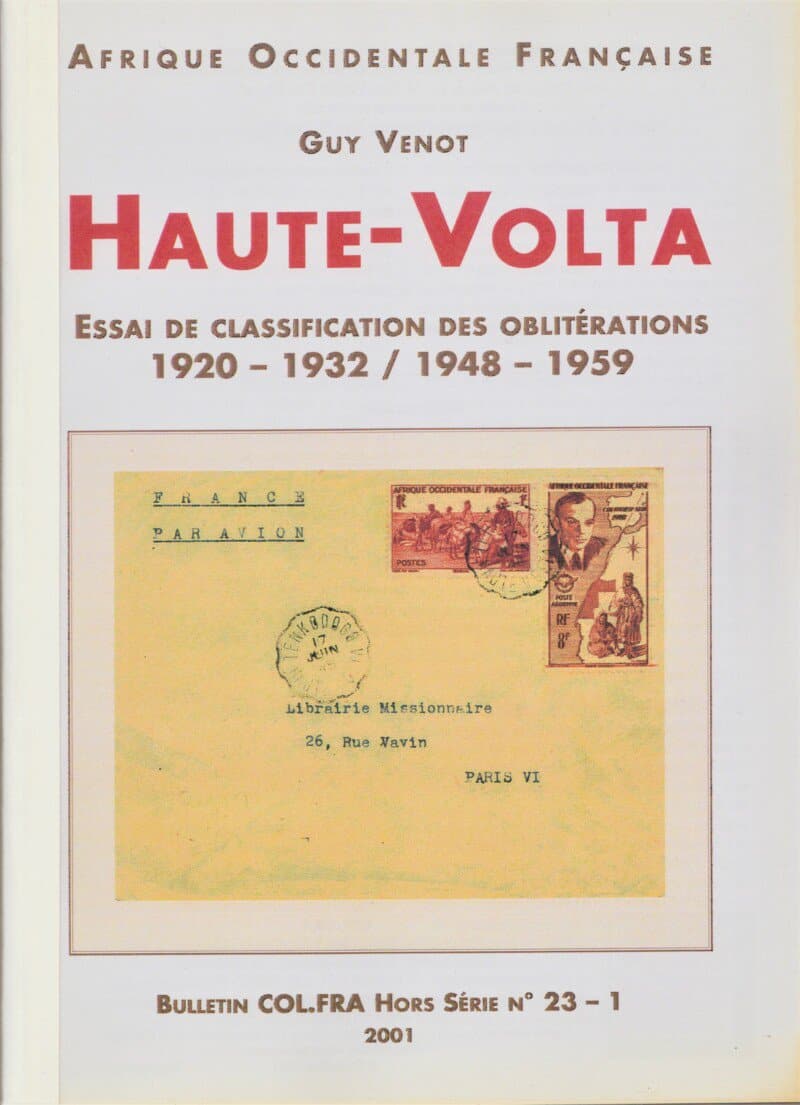 AFRIQUE OCCIDENTALE FRANÇAISE
GUY VENOT
HAUTE-VOLTA
ESSAI DE CLASSIFICATION DES OBLITÉRATIONS
1920 – 1932 / 1948 – 1959
FRANCE
PAR AVION
AFRIQUE OCCIDENTALE FRANÇAISE
POSTES
AFRIQUE OCCIDENTALE FRANÇAISE
POSTE
AERIENNE
RF
8F
TENKODOGO
17
JUIN
Librairie Missionnaire
26, Rue Vavin
PARIS VI
BULLETIN COL.FRA HORS SÉRIE N° 23 – 1
2001